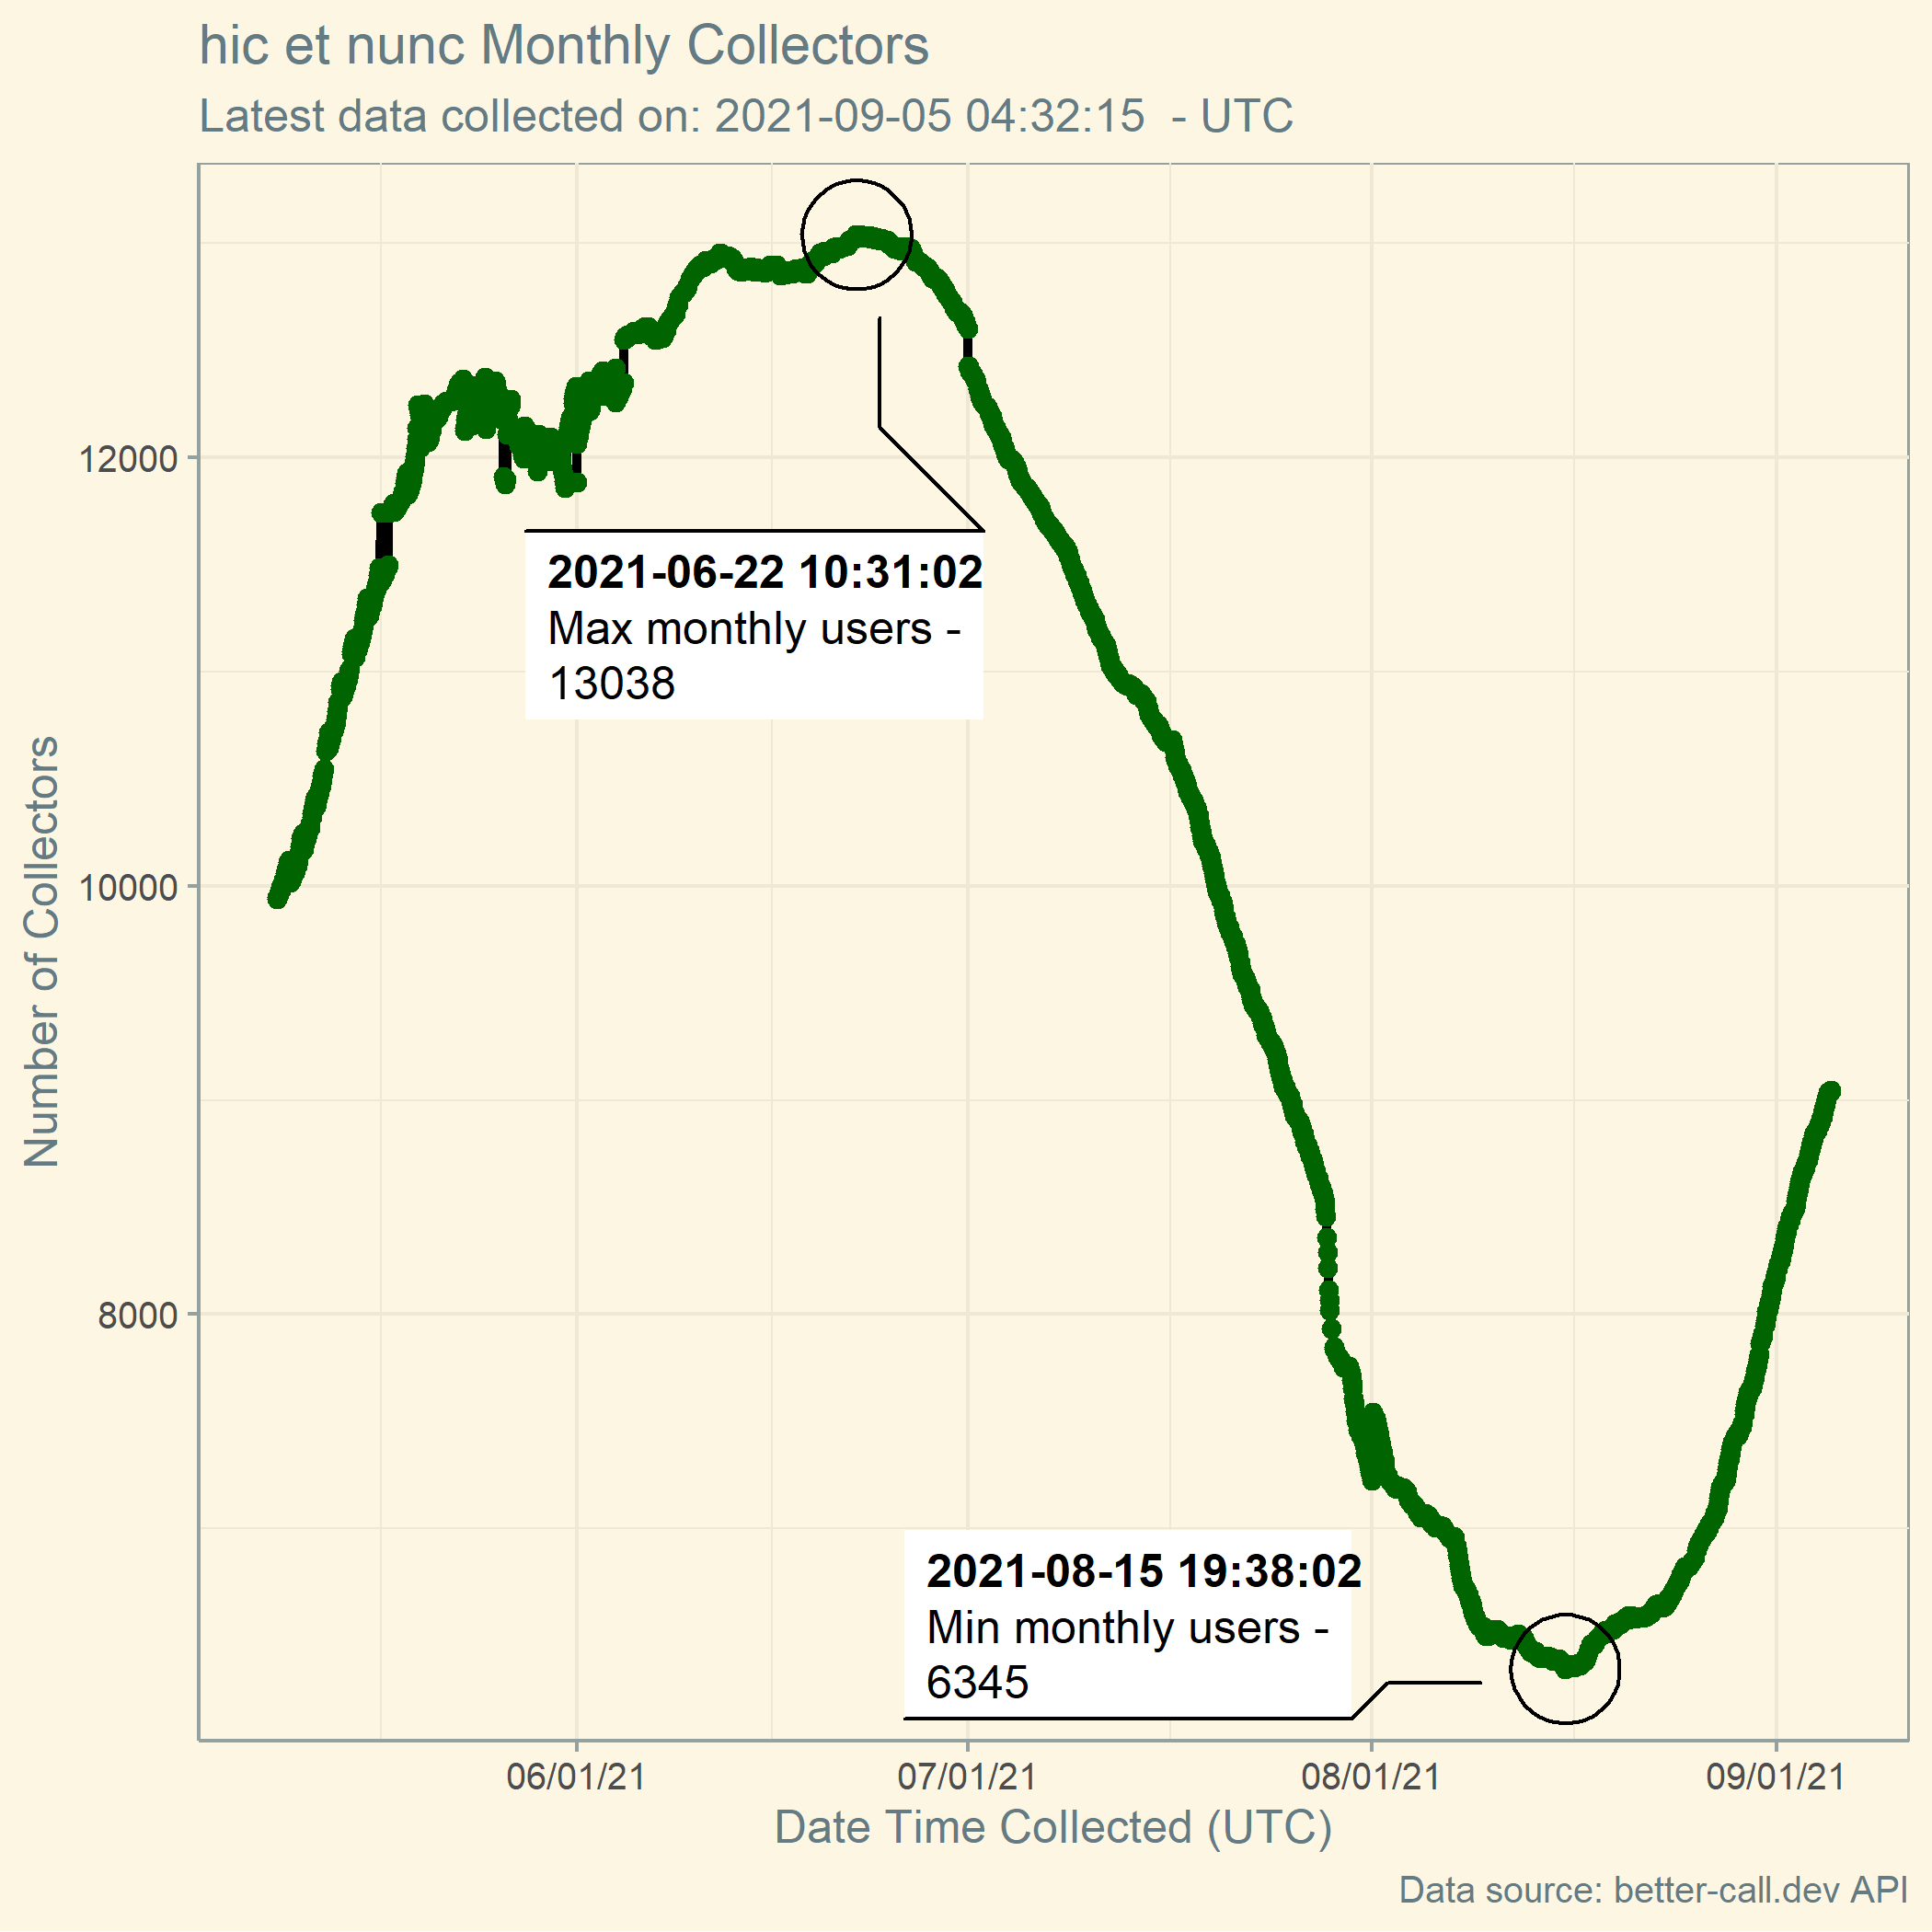 hic et nunc Monthly Collectors
Latest data collected on: 2021-09-05 04:32:15  - UTC
Number of Collectors
12000
10000
8000
2021-06-22 10:31:02
Max monthly users -
13038
2021-08-15 19:38:02
Min monthly users -
6345
06/01/21
07/01/21
08/01/21
09/01/21
Date Time Collected (UTC)
Data source: better-call.dev API